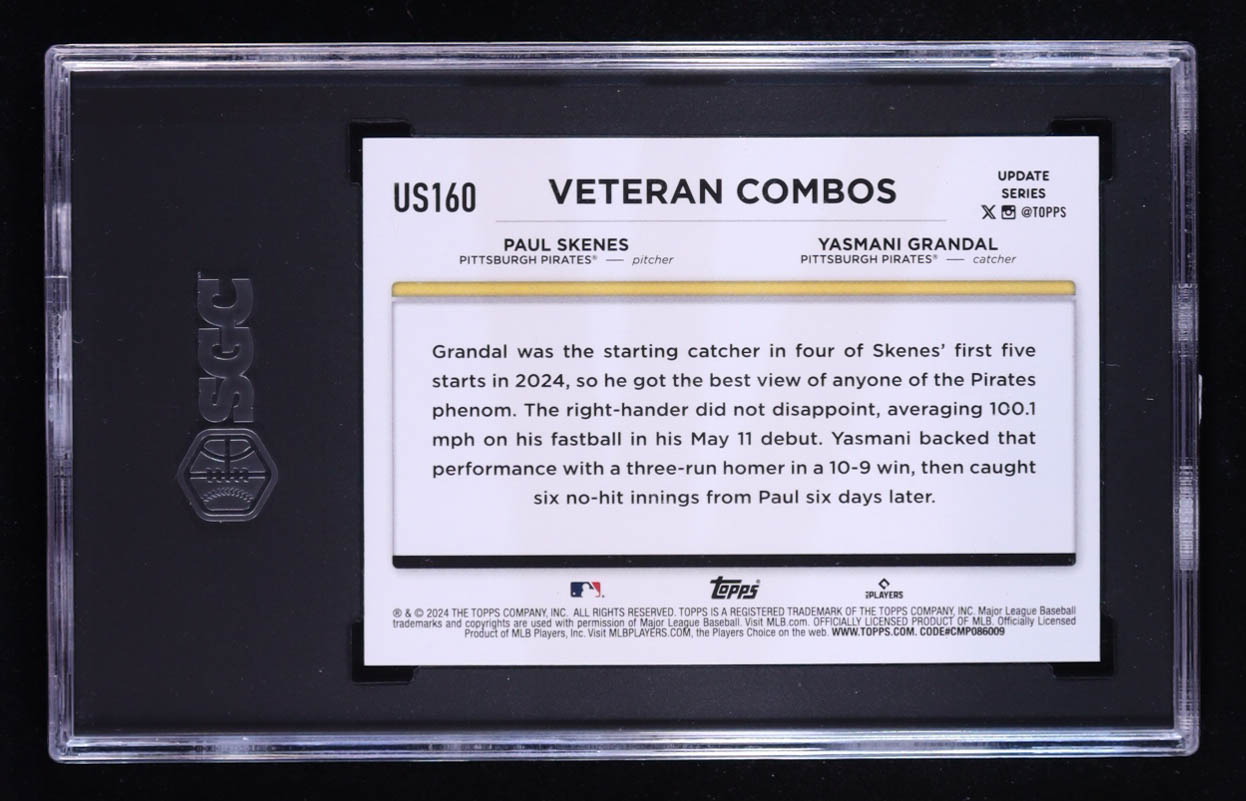 SGC
US160
VETERAN COMBOS
UPDATE
SERIES
@TOPPS
PAUL SKENES
PITTSBURGH PIRATES® — pitcher
YASMANI GRANDAL
PITTSBURGH PIRATES® — catcher
Grandal was the starting catcher in four of Skenes’ first five
starts in 2024, so he got the best view of anyone of the Pirates
phenom. The right-hander did not disappoint, averaging 100.1
mph on his fastball in his May 11 debut. Yasmani backed that
performance with a three-run homer in a 10-9 win, then caught
six no-hit innings from Paul six days later.
Topps®
PLAYERS
® & © 2024 THE TOPPS COMPANY, INC. ALL RIGHTS RESERVED. TOPPS IS A REGISTERED TRADEMARK OF THE TOPPS COMPANY, INC. Major League Baseball
trademarks and copyrights are used with permission of Major League Baseball. Visit MLB.com. OFFICIALLY LICENSED PRODUCT OF MLB. Officially Licensed
Product of MLB Players, Inc. Visit MLBPLAYERS.COM, the Players Choice on the web. WWW.TOPPS.COM. CODE#CMP086009